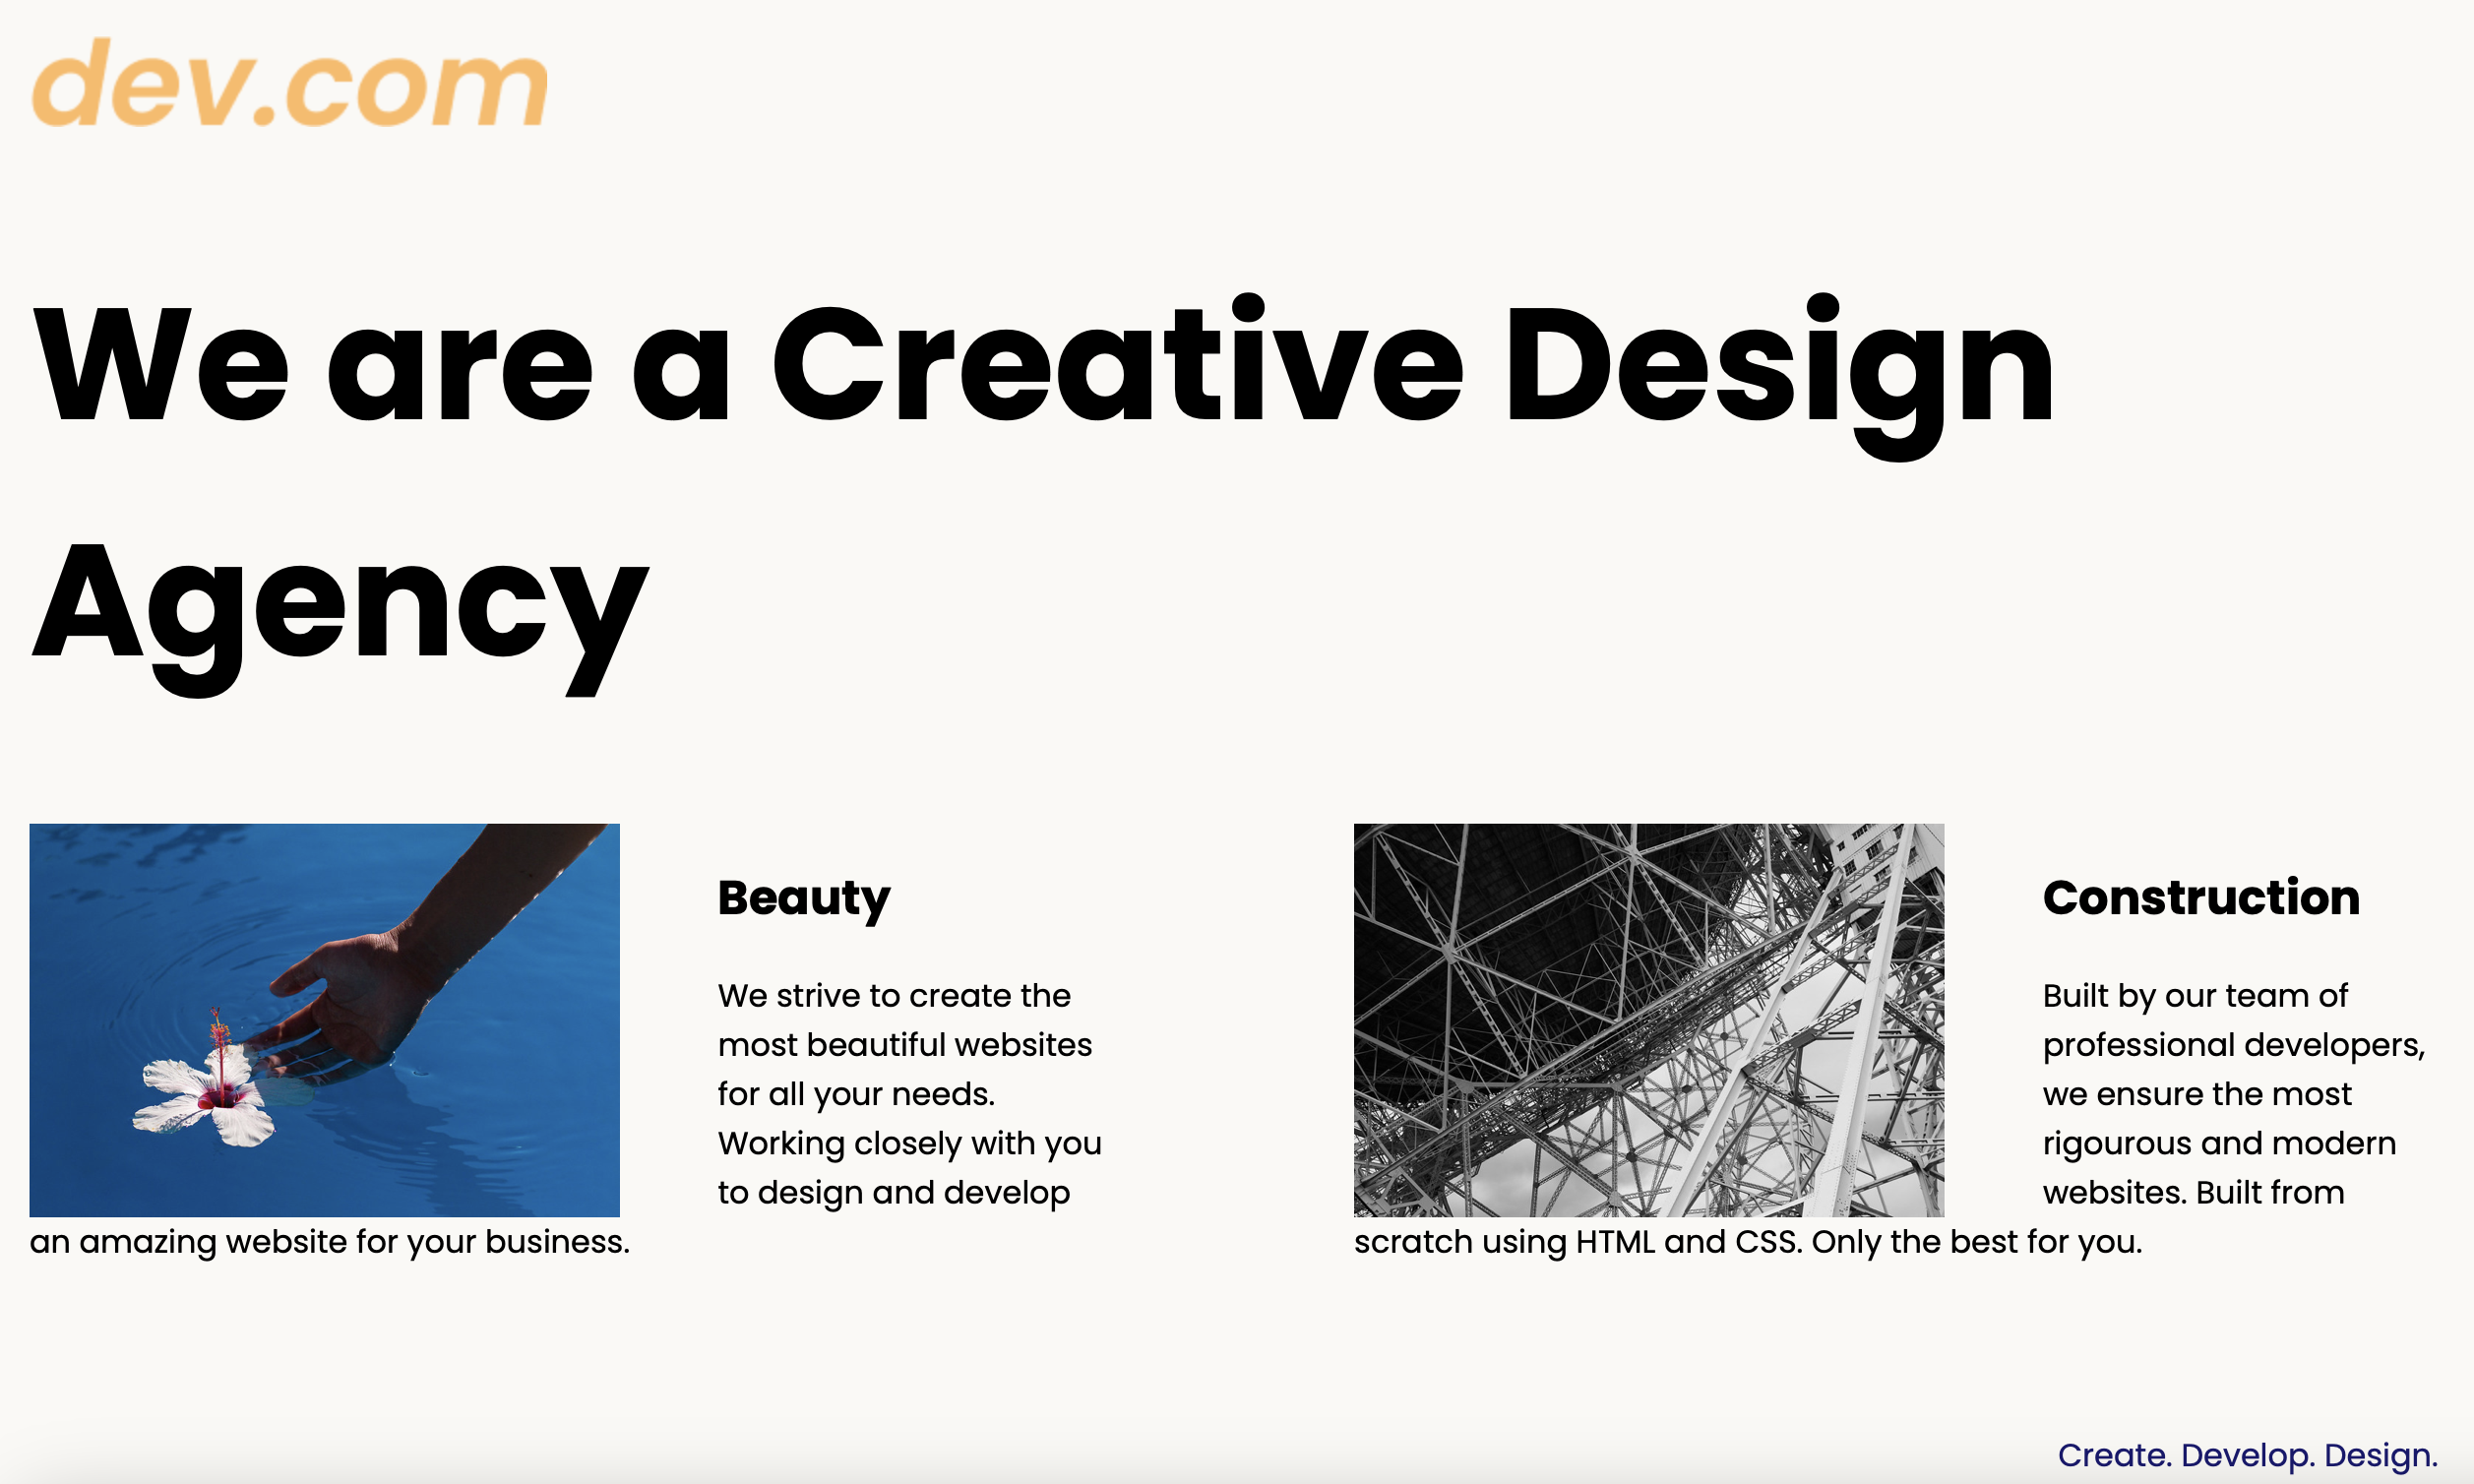 dev.com
We are a Creative Design
Agency
Beauty
We strive to create the
most beautiful websites
for all your needs.
Working closely with you
to design and develop
an amazing website for your business.
Construction
Built by our team of
professional developers,
we ensure the most
rigourous and modern
websites. Built from
scratch using HTML and CSS. Only the best for you.
Create. Develop. Design.